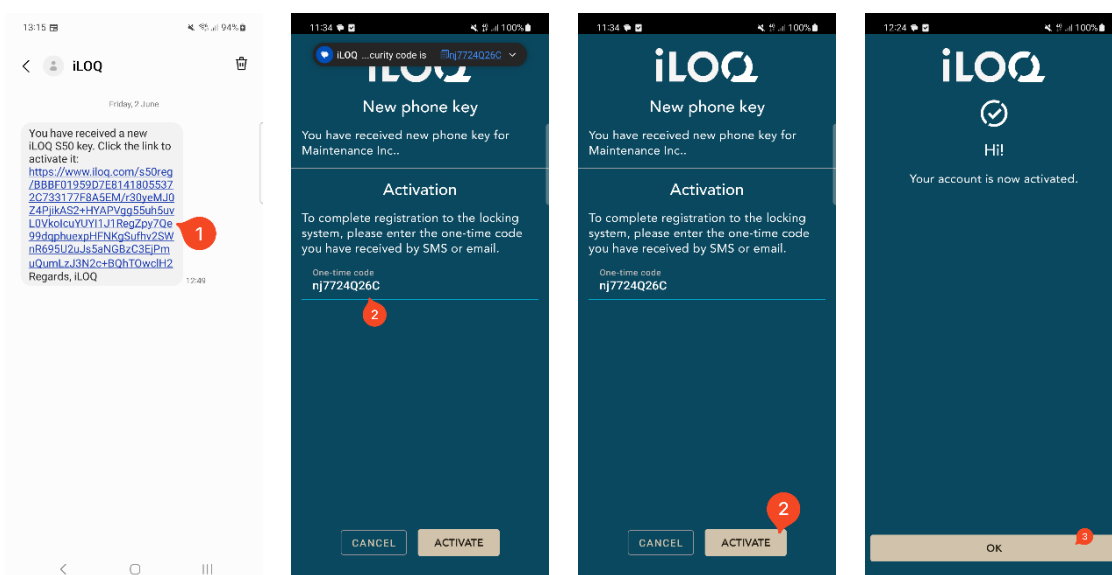 13:15
94%
iLOQ
Friday, 2 June
You have received a new
iLOQ S50 key. Click the link to
activate it:
https://www.iloq.com/s50reg
/BBBF01959D7E8141805537
2C733177F8A5EM/r30yeMJ0
Z4PjikAS2+HYAPVgg55uh5uv
L0VkolcuYUYI1J1RegZpy7Qe
99dqphuexpHFNKgSufhv2SW
nR695U2uJs5aNGBzC3EjPm
uQumLzJ3N2c+BQhTOwclH2
Regards, iLOQ
12:49
1
11:34
100%
iLOQ ...curity code is nj7724Q26C
iLOQ
New phone key
You have received new phone key for
Maintenance Inc..
Activation
To complete registration to the locking
system, please enter the one-time code
you have received by SMS or email.
One-time code
nj7724Q26C
2
CANCEL
ACTIVATE
11:34
100%
iLOQ
New phone key
You have received new phone key for
Maintenance Inc..
Activation
To complete registration to the locking
system, please enter the one-time code
you have received by SMS or email.
One-time code
nj7724Q26C
2
CANCEL
ACTIVATE
12:24
100%
iLOQ
Hi!
Your account is now activated.
3
OK